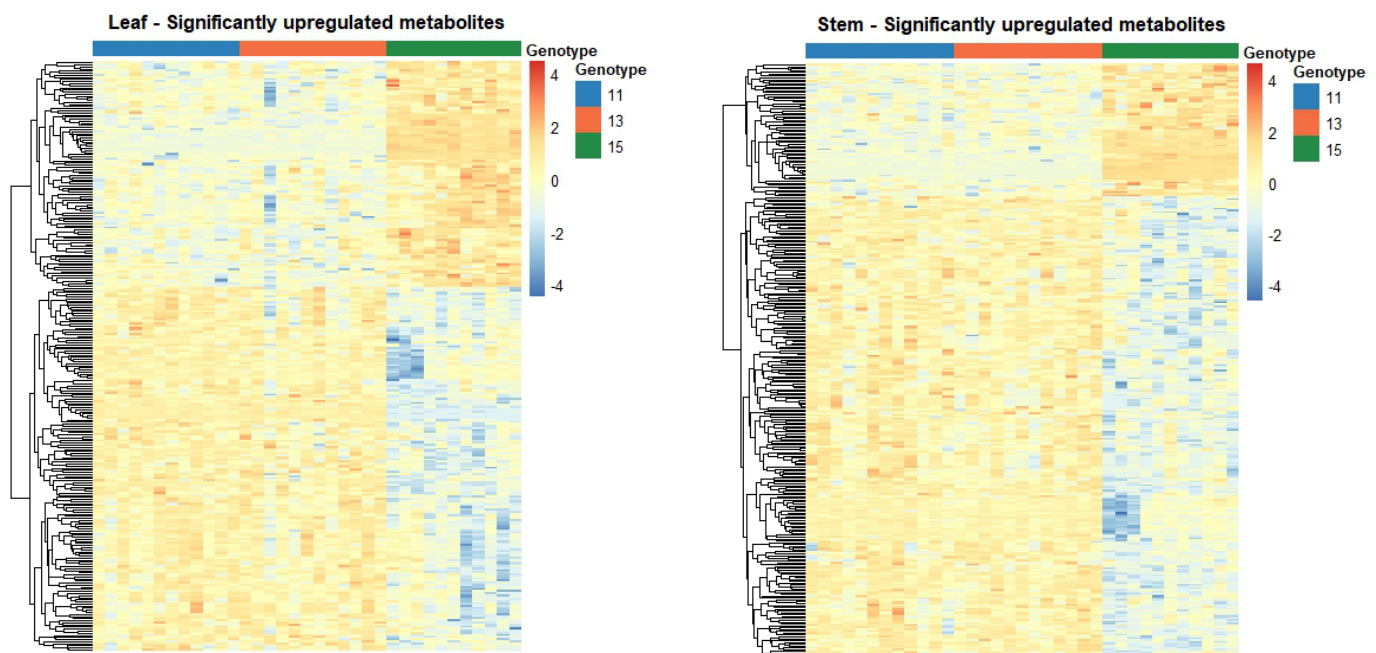 Leaf - Significantly upregulated metabolites
Genotype
4
2
0
-2
-4
Genotype
11
13
15
Stem - Significantly upregulated metabolites
Genotype
4
2
0
-2
-4
Genotype
11
13
15